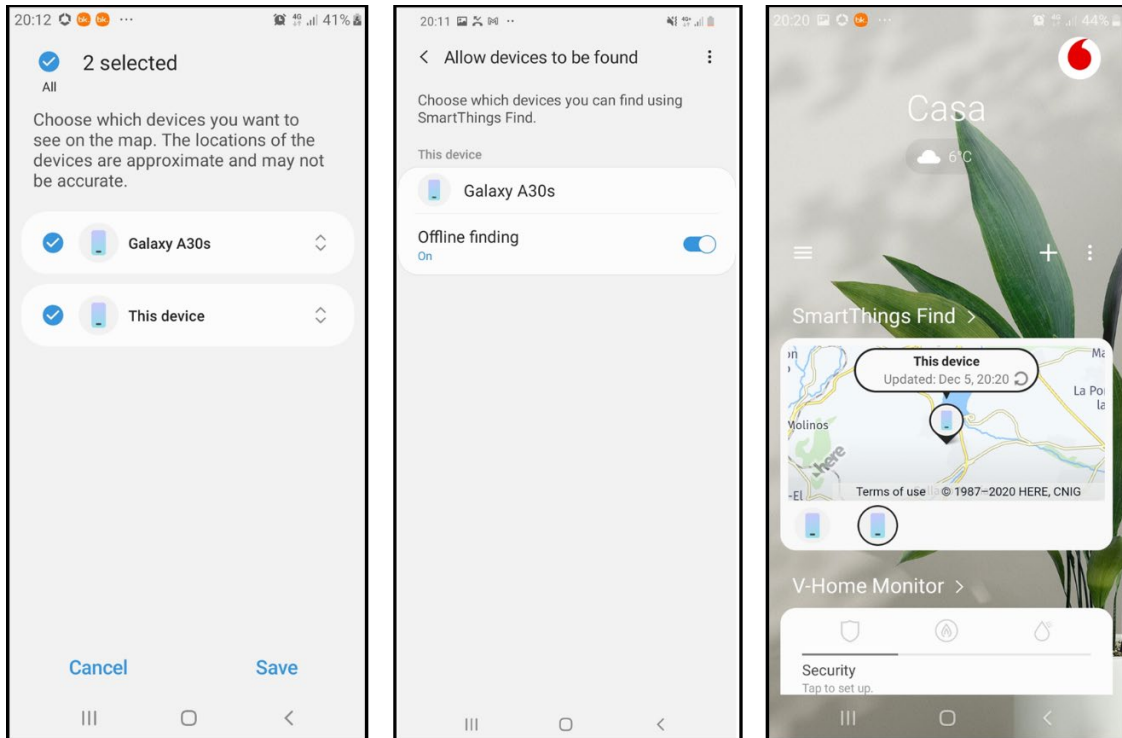 20:12
41%
2 selected
All
Choose which devices you want to
see on the map. The locations of the
devices are approximate and may not
be accurate.
Galaxy A30s
This device
Cancel
Save
20:11
Allow devices to be found
Choose which devices you can find using
SmartThings Find.
This device
Galaxy A30s
Offline finding
On
20:20
44%
Casa
6°C
SmartThings Find >
This device
Updated: Dec 5, 20:20
La Po
la
Molinos
here
-El
Terms of use © 1987–2020 HERE, CNIG
V-Home Monitor >
Security
Tap to set up.